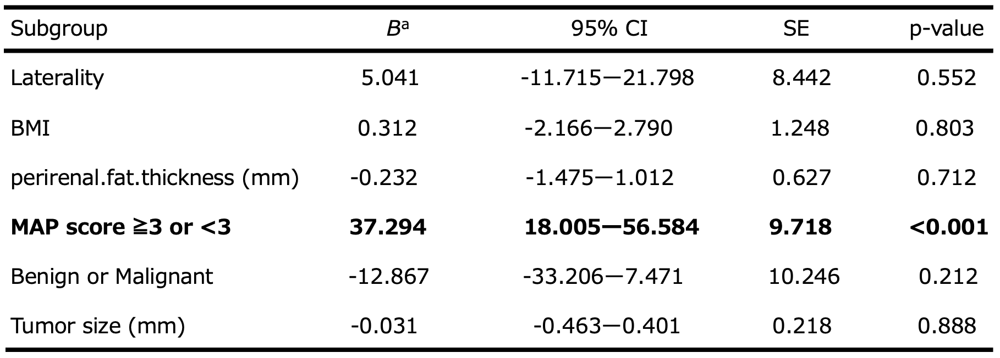 Subgroup Bᵃ 95% CI SE p-value
Laterality 5.041 -11.715—21.798 8.442 0.552
BMI 0.312 -2.166—2.790 1.248 0.803
perirenal.fat.thickness (mm) -0.232 -1.475—1.012 0.627 0.712
MAP score ≧3 or <3 37.294 18.005—56.584 9.718 <0.001
Benign or Malignant -12.867 -33.206—7.471 10.246 0.212
Tumor size (mm) -0.031 -0.463—0.401 0.218 0.888